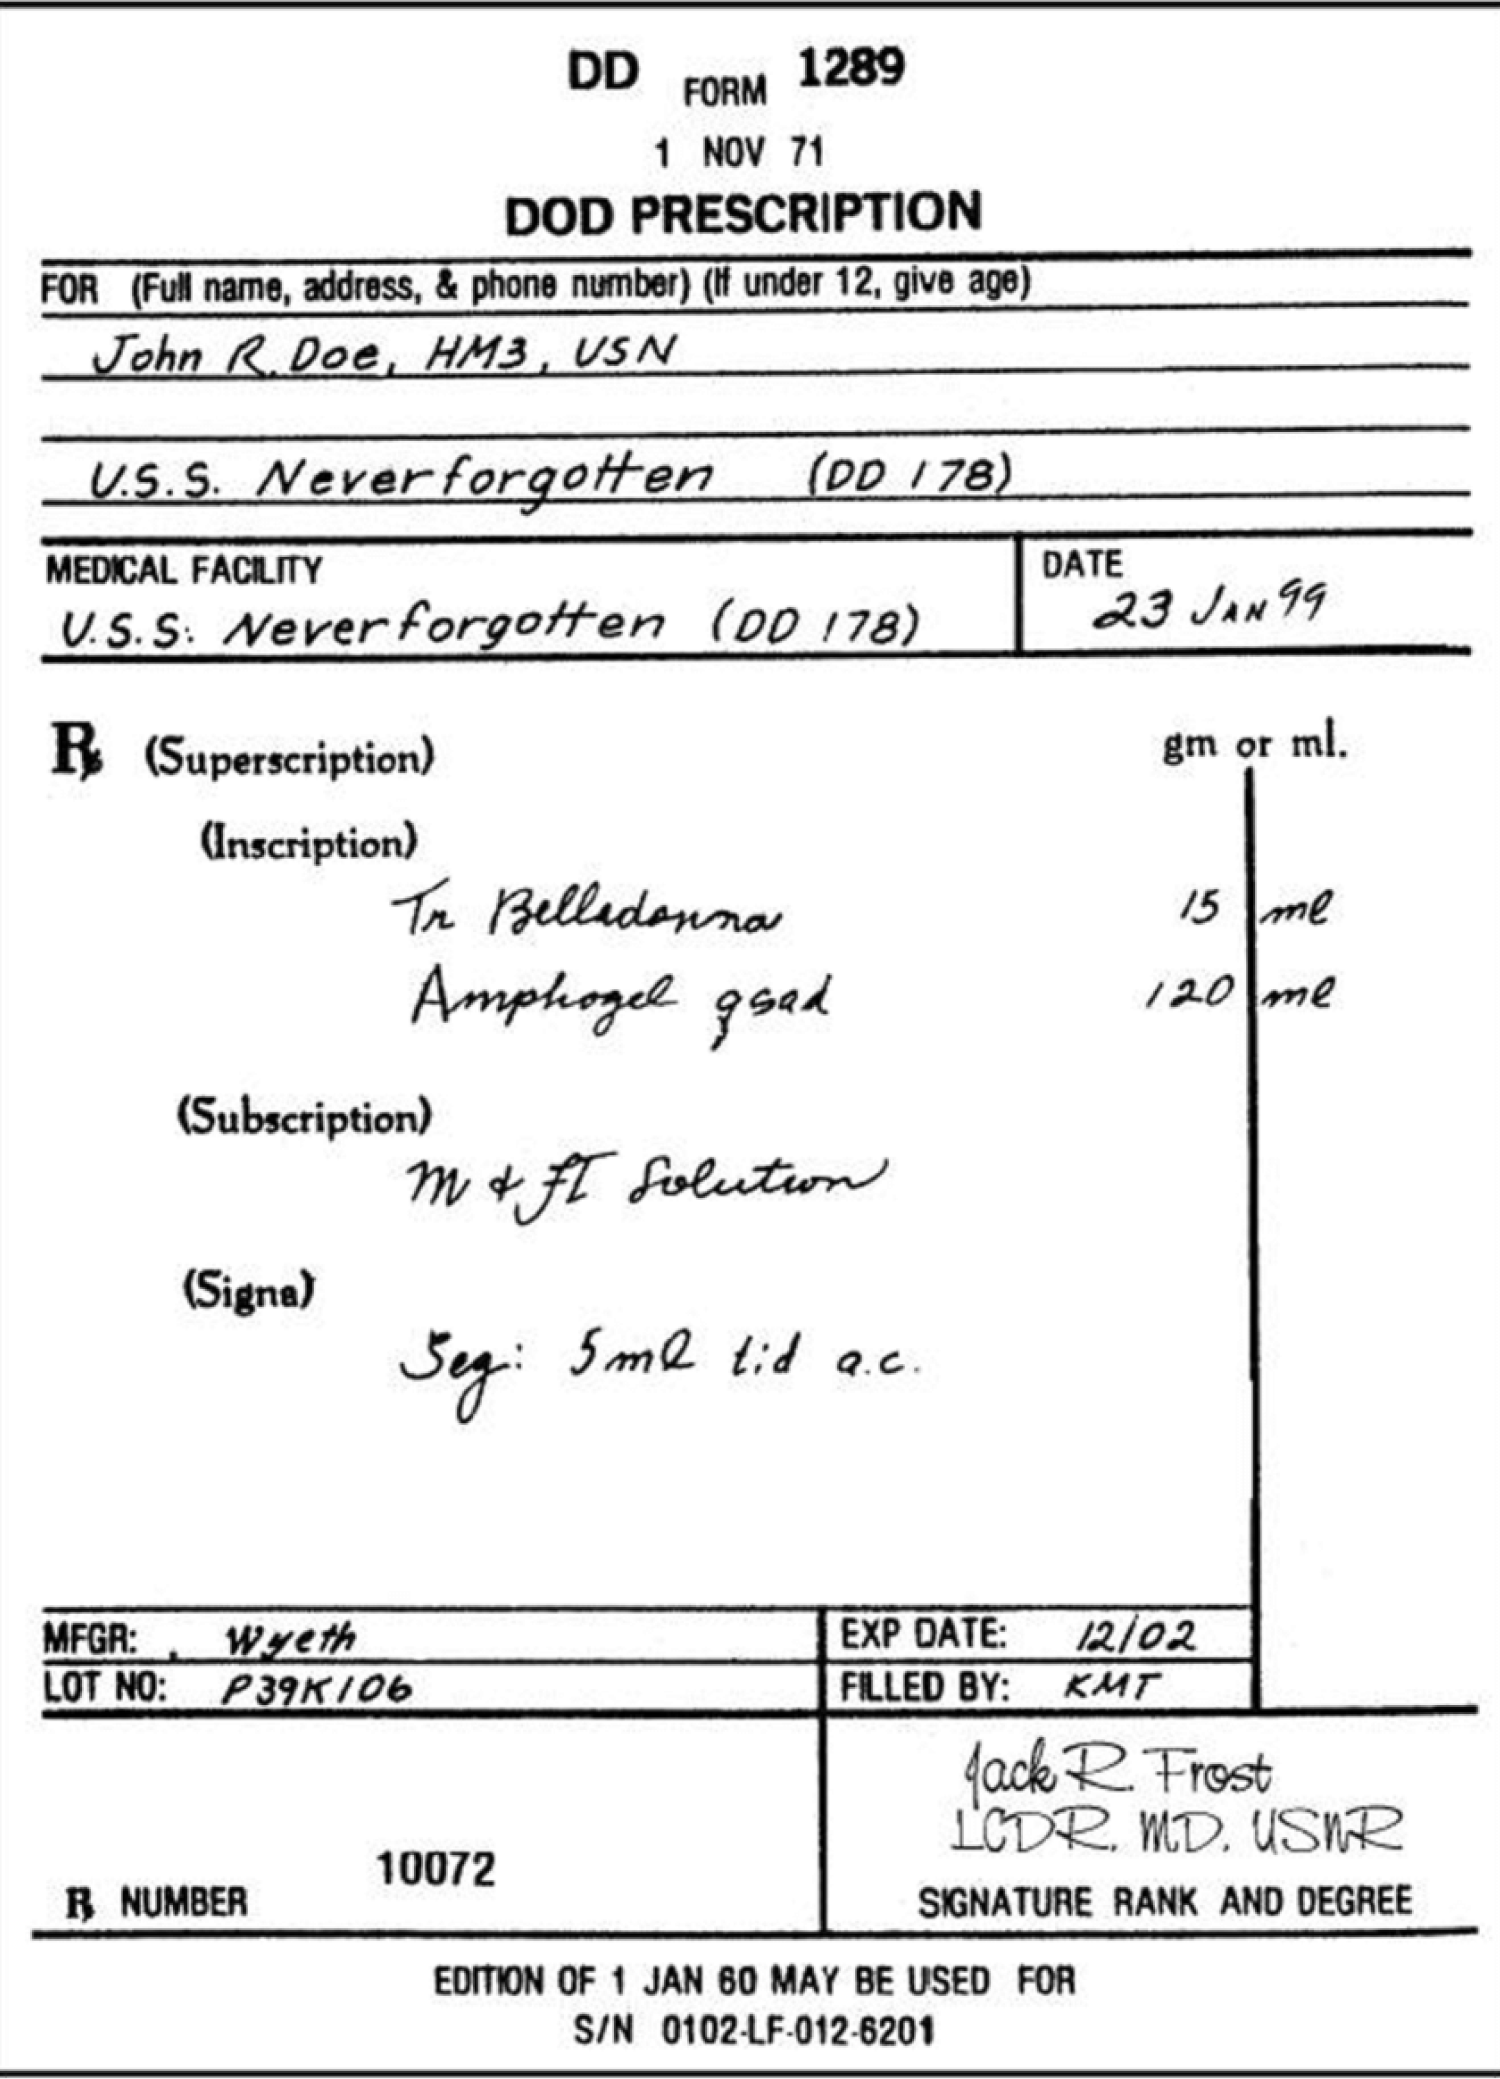 DD FORM 1289
1 NOV 71
DOD PRESCRIPTION
FOR (Full name, address, & phone number) (If under 12, give age)
John R. Doe, HM3, USN
U.S.S. Neverforgotten (DD 178)
MEDICAL FACILITY
U.S.S. Neverforgotten (DD 178)
DATE
23 JAN 99
℞ (Superscription)
gm or ml.
(Inscription)
Tr Belladonna 15 ml
Amphogel qsad 120 ml
(Subscription)
M & FT Solution
(Signa)
Sig: 5 ml tid a.c.
MFGR: Wyeth
EXP DATE: 12/02
LOT NO: P39K106
FILLED BY: KMT
10072
℞ NUMBER
Jack R. Frost
LCDR. MD. USNR
SIGNATURE RANK AND DEGREE
EDITION OF 1 JAN 60 MAY BE USED FOR
S/N 0102-LF-012-6201